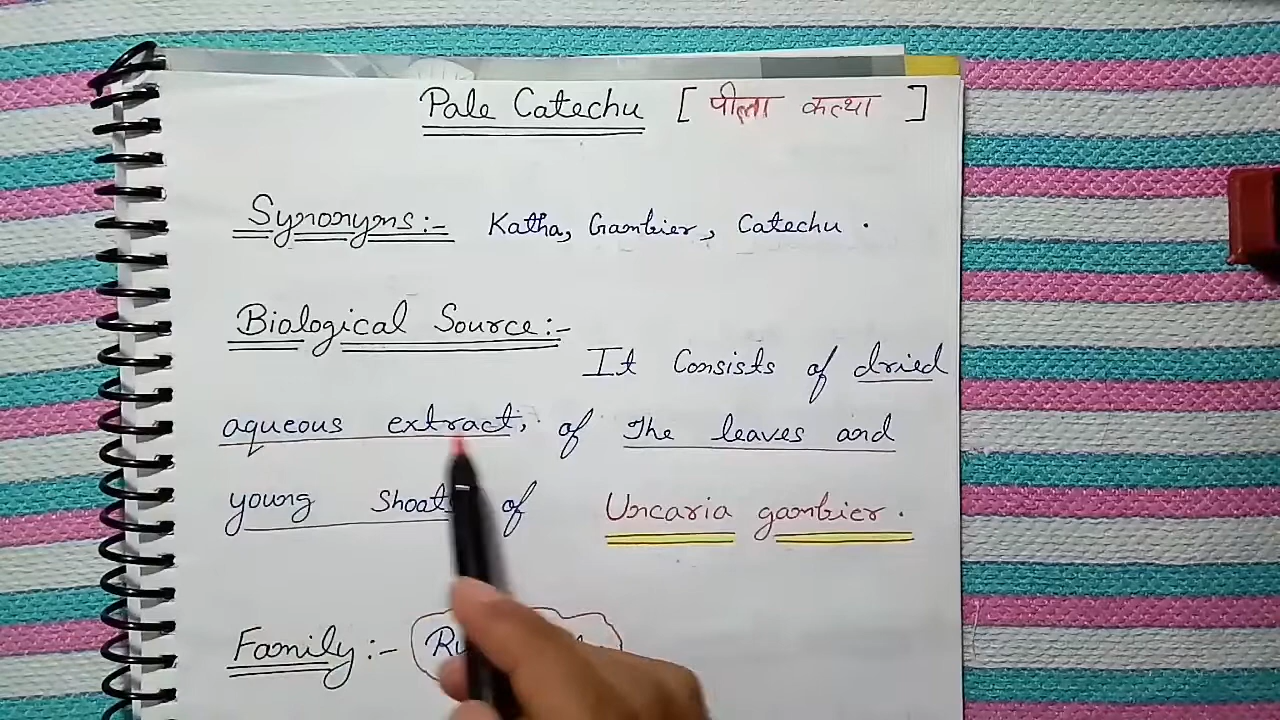 Pale Catechu [ पीला कत्था ]
Synonyms:- Katha, Gambier, Catechu.
Biological Source:-
It Consists of dried
aqueous extract, of the leaves and
young shoots of Uncaria gambier.
Family:-